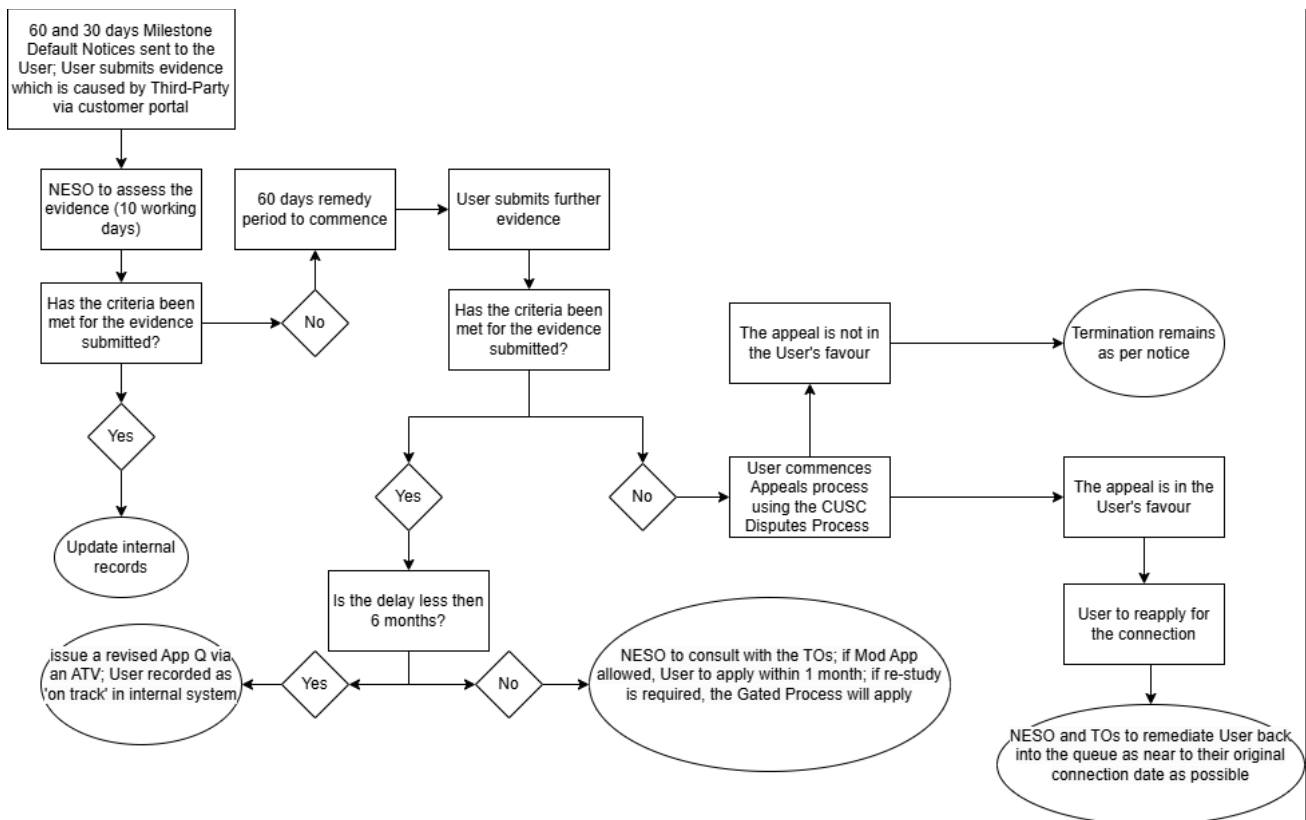 60 and 30 days Milestone
Default Notices sent to the
User; User submits evidence
which is caused by Third-Party
via customer portal
NESO to assess the
evidence (10 working
days)
60 days remedy
period to commence
User submits further
evidence
Has the criteria been
met for the evidence
submitted?
No
Has the criteria been
met for the evidence
submitted?
The appeal is not in
the User's favour
Termination remains
as per notice
Yes
Yes
No
User commences
Appeals process
using the CUSC
Disputes Process
The appeal is in the
User's favour
Update internal
records
Is the delay less then
6 months?
User to reapply for
the connection
issue a revised App Q via
an ATV; User recorded as
'on track' in internal system
Yes
No
NESO to consult with the TOs; if Mod App
allowed, User to apply within 1 month; if re-study
is required, the Gated Process will apply
NESO and TOs to remediate User back
into the queue as near to their original
connection date as possible